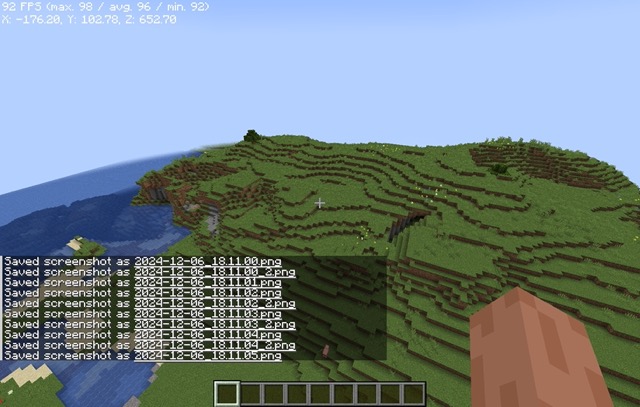 92 FPS (max. 98 / avg. 96 / min. 92)
X: -176.20, Y: 102.78, Z: 652.70
Saved screenshot as 2024-12-06_18.11.00.png
Saved screenshot as 2024-12-06_18.11.00_2.png
Saved screenshot as 2024-12-06_18.11.01.png
Saved screenshot as 2024-12-06_18.11.02.png
Saved screenshot as 2024-12-06_18.11.02_2.png
Saved screenshot as 2024-12-06_18.11.03.png
Saved screenshot as 2024-12-06_18.11.03_2.png
Saved screenshot as 2024-12-06_18.11.04.png
Saved screenshot as 2024-12-06_18.11.04_2.png
Saved screenshot as 2024-12-06_18.11.05.png